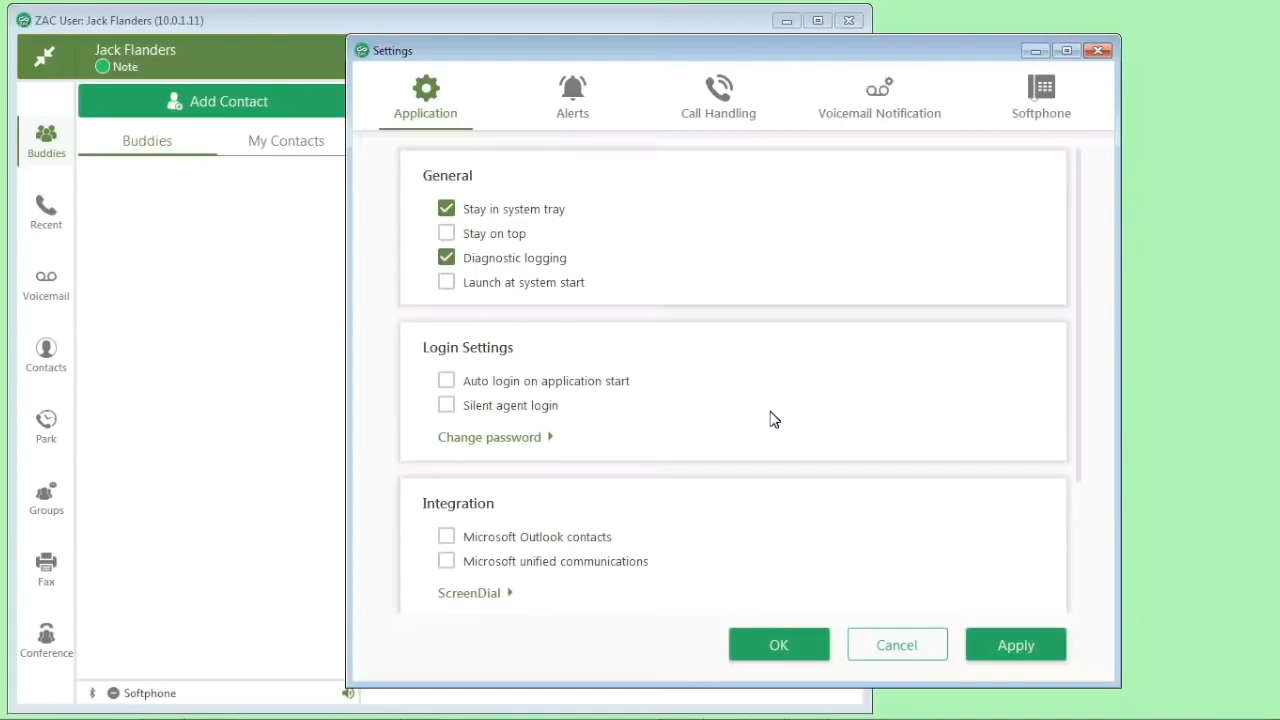 ZAC User: Jack Flanders (10.0.1.11)
Jack Flanders
Note
Add Contact
Buddies
My Contacts
Buddies
Recent
Voicemail
Contacts
Park
Groups
Fax
Conference
Softphone
Settings
Application
Alerts
Call Handling
Voicemail Notification
Softphone
General
Stay in system tray
Stay on top
Diagnostic logging
Launch at system start
Login Settings
Auto login on application start
Silent agent login
Change password
Integration
Microsoft Outlook contacts
Microsoft unified communications
ScreenDial
OK
Cancel
Apply